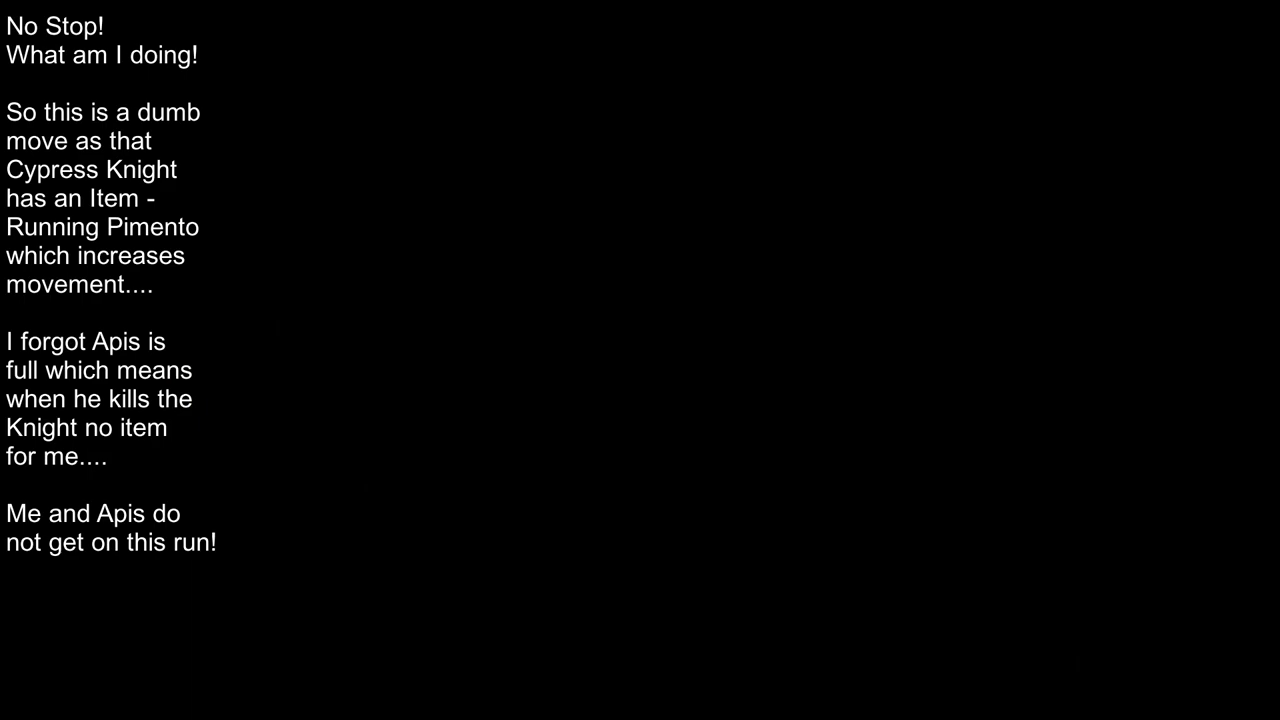 No Stop!
What am I doing!
So this is a dumb
move as that
Cypress Knight
has an Item -
Running Pimento
which increases
movement....
I forgot Apis is
full which means
when he kills the
Knight no item
for me....
Me and Apis do
not get on this run!